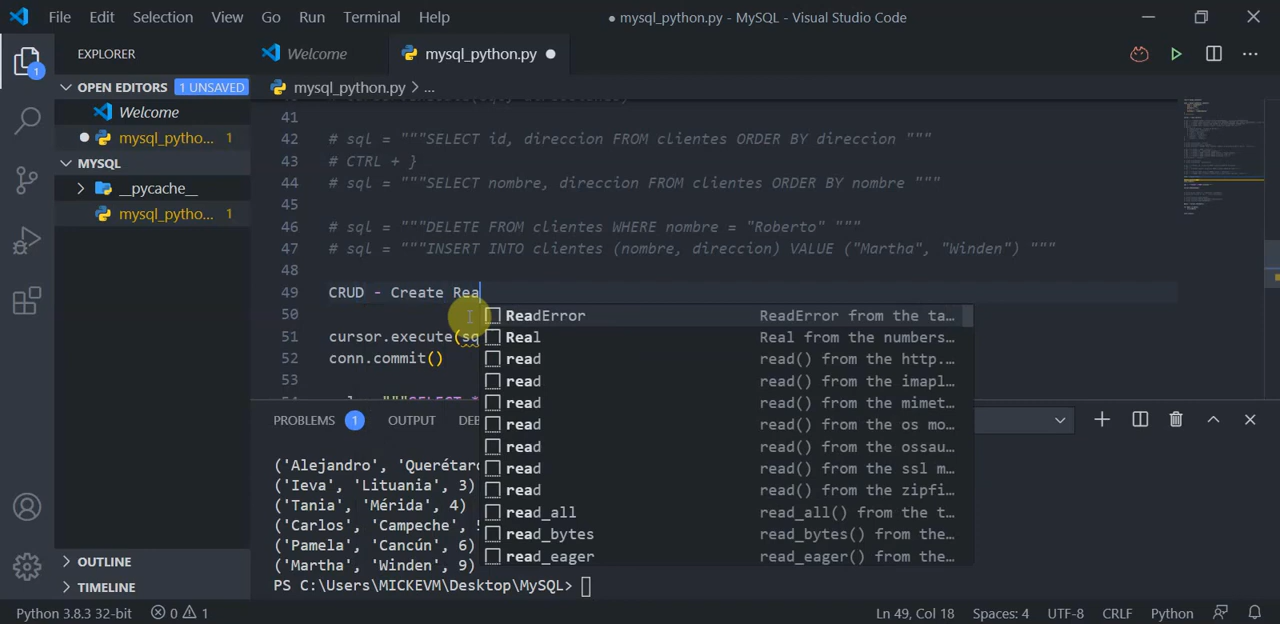 File Edit Selection View Go Run Terminal Help ● mysql_python.py - MySQL - Visual Studio Code
EXPLORER
Welcome
mysql_python.py
1
OPEN EDITORS 1 UNSAVED
mysql_python.py > ...
Welcome
mysql_pytho... 1
MYSQL
__pycache__
mysql_pytho... 1
41
42 # sql = """SELECT id, direccion FROM clientes ORDER BY direccion """
43 # CTRL + }
44 # sql = """SELECT nombre, direccion FROM clientes ORDER BY nombre """
45
46 # sql = """DELETE FROM clientes WHERE nombre = "Roberto" """
47 # sql = """INSERT INTO clientes (nombre, direccion) VALUE ("Martha", "Winden") """
48
49 CRUD - Create Rea
50
51 cursor.execute(sq
52 conn.commit()
53
ReadError ReadError from the ta...
Real Real from the numbers...
read read() from the http...
read read() from the imapl...
read read() from the mimet...
read read() from the os mo...
read read() from the ossau...
read read() from the ssl m...
read read() from the zipfi...
read_all read_all() from the t...
read_bytes read_bytes() from the...
read_eager read_eager() from the...
PROBLEMS 1 OUTPUT DEB
('Alejandro', 'Querétaro
('Ieva', 'Lituania', 3)
('Tania', 'Mérida', 4)
('Carlos', 'Campeche',
('Pamela', 'Cancún', 6)
('Martha', 'Winden', 9)
PS C:\Users\MICKEVM\Desktop\MySQL>
OUTLINE
TIMELINE
Python 3.8.3 32-bit 0 1 Ln 49, Col 18 Spaces: 4 UTF-8 CRLF Python